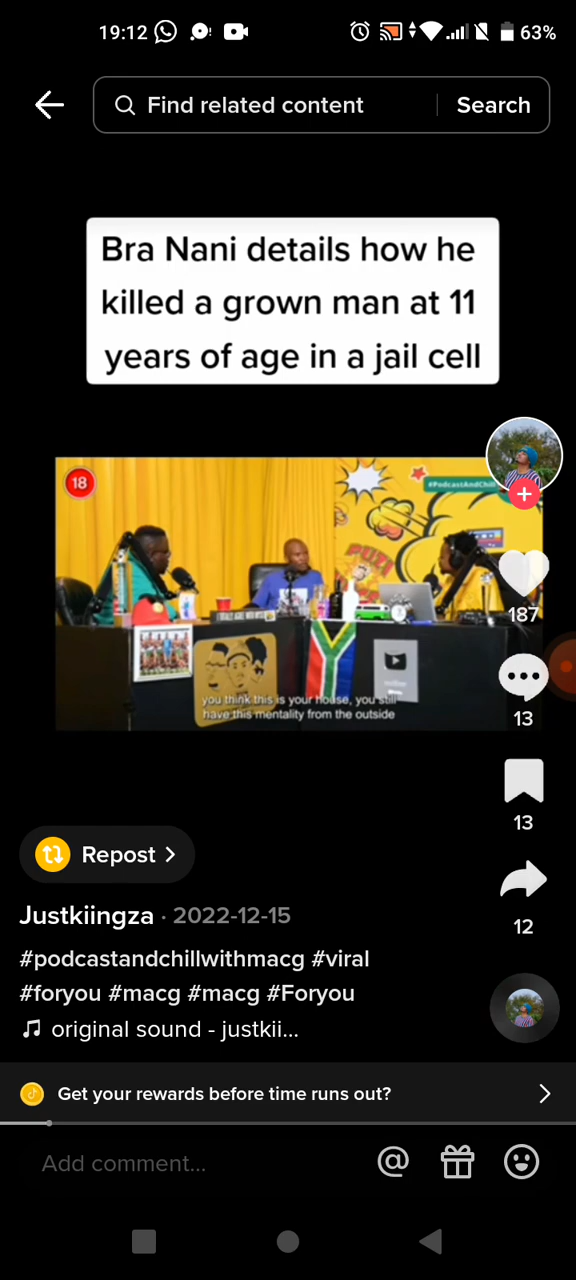 19:12
63%
Find related content
Search
Bra Nani details how he
killed a grown man at 11
years of age in a jail cell
18
you think this is your house, you still
have this mentality from the outside
187
13
13
12
Repost
Justkiingza · 2022-12-15
#podcastandchillwithmacg #viral
#foryou #macg #macg #Foryou
original sound - justkii...
Get your rewards before time runs out?
Add comment...